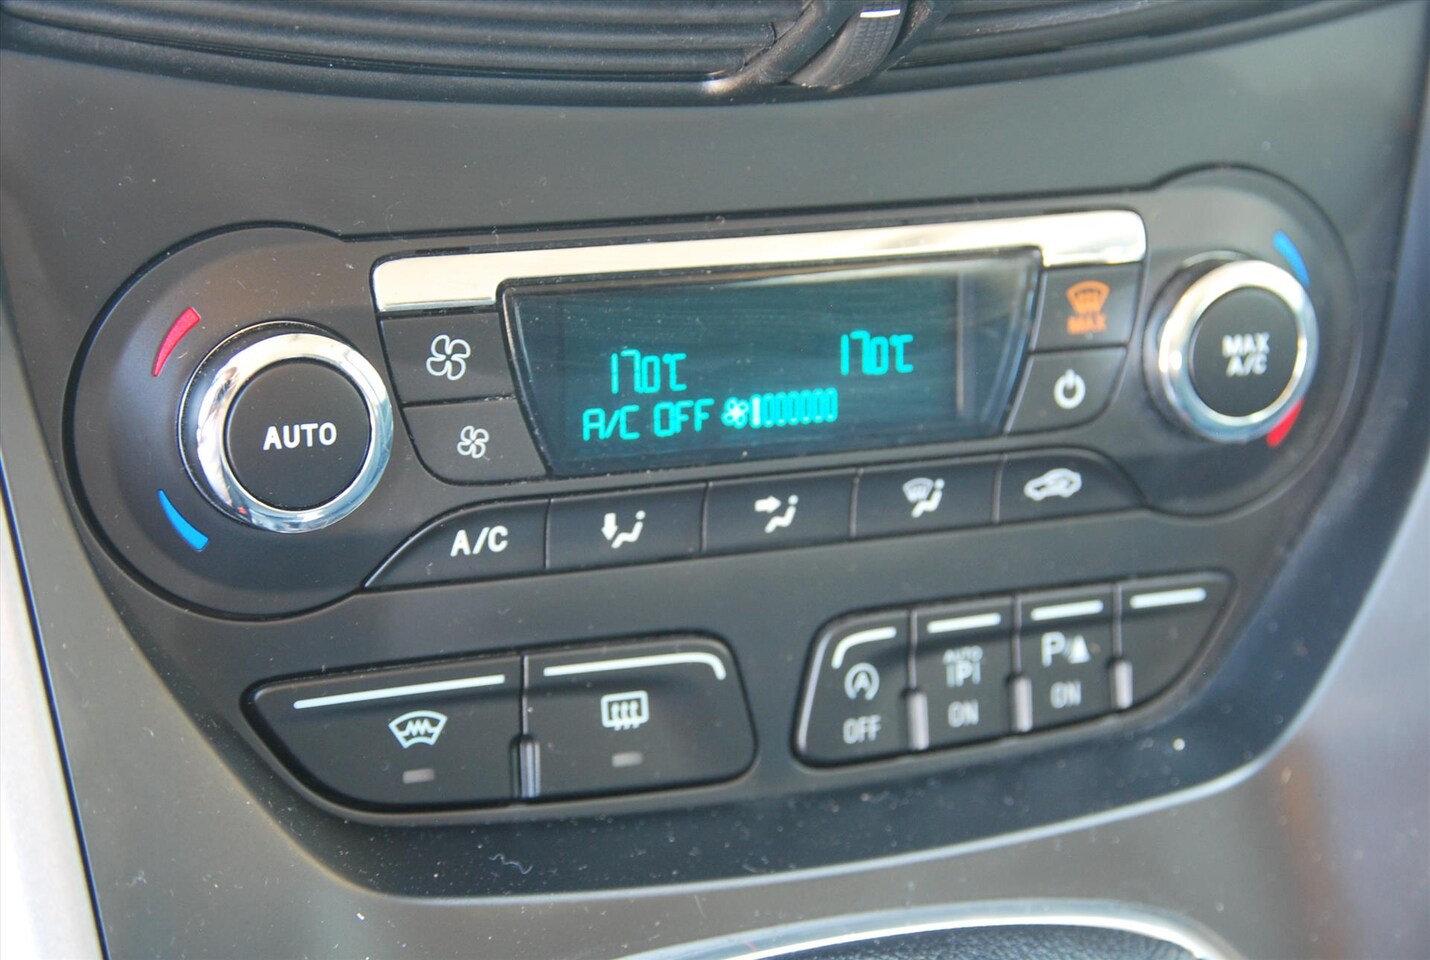 MAX
17.0°C 17.0°C
A/C OFF
AUTO
MAX
A/C
A/C
A
OFF
AUTO
P
ON
P
ON